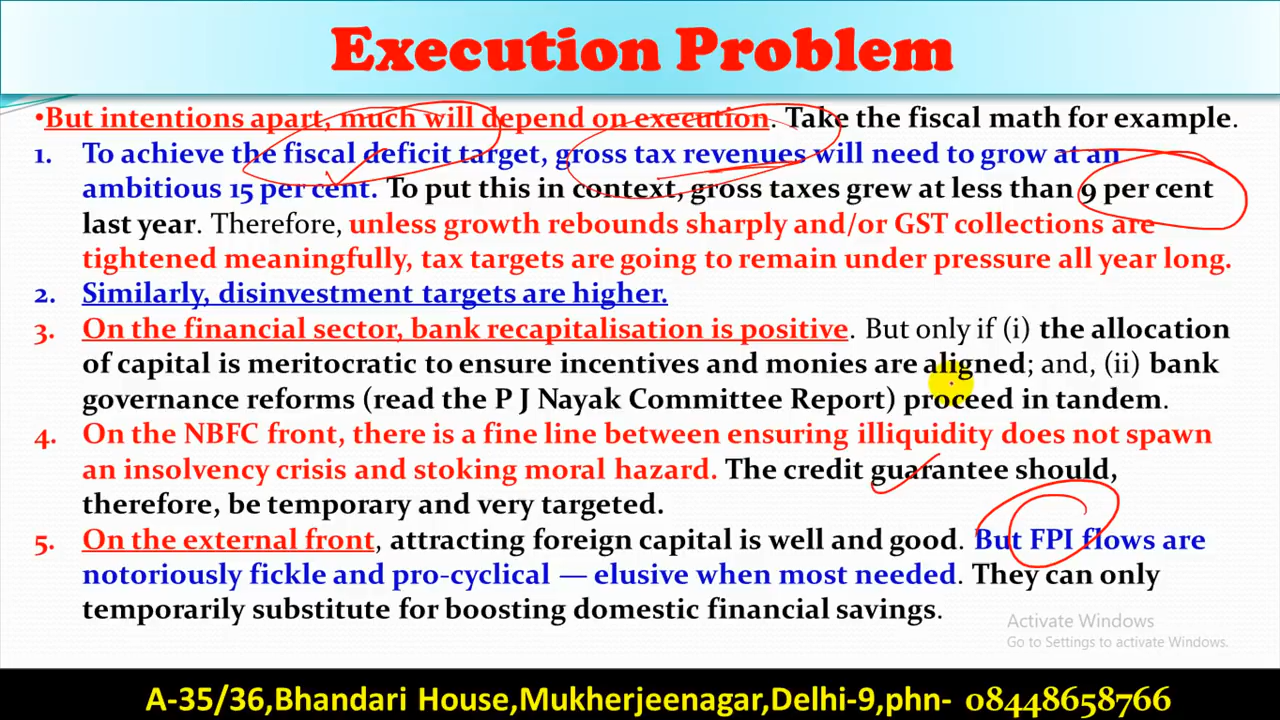 Execution Problem
•But intentions apart, much will depend on execution. Take the fiscal math for example.
1. To achieve the fiscal deficit target, gross tax revenues will need to grow at an
ambitious 15 per cent. To put this in context, gross taxes grew at less than 9 per cent
last year. Therefore, unless growth rebounds sharply and/or GST collections are
tightened meaningfully, tax targets are going to remain under pressure all year long.
2. Similarly, disinvestment targets are higher.
3. On the financial sector, bank recapitalisation is positive. But only if (i) the allocation
of capital is meritocratic to ensure incentives and monies are aligned; and, (ii) bank
governance reforms (read the P J Nayak Committee Report) proceed in tandem.
4. On the NBFC front, there is a fine line between ensuring illiquidity does not spawn
an insolvency crisis and stoking moral hazard. The credit guarantee should,
therefore, be temporary and very targeted.
5. On the external front, attracting foreign capital is well and good. But FPI flows are
notoriously fickle and pro-cyclical — elusive when most needed. They can only
temporarily substitute for boosting domestic financial savings.
Activate Windows
Go to Settings to activate Windows.
A-35/36,Bhandari House,Mukherjeenagar,Delhi-9,phn- 08448658766